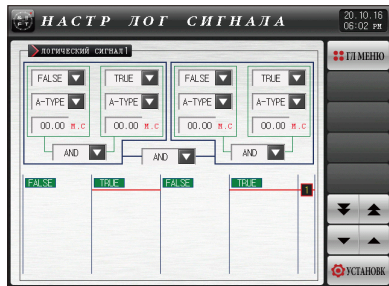 НАСТР ЛОГ СИГНАЛА
20.10.16
06:02 PM
ЛОГИЧЕСКИЙ СИГНАЛ1
ГЛ МЕНЮ
FALSE TRUE FALSE TRUE
A-TYPE A-TYPE A-TYPE A-TYPE
00.00 М.С 00.00 М.С 00.00 М.С 00.00 М.С
AND AND AND
FALSE TRUE FALSE TRUE
1
УСТАНОВК